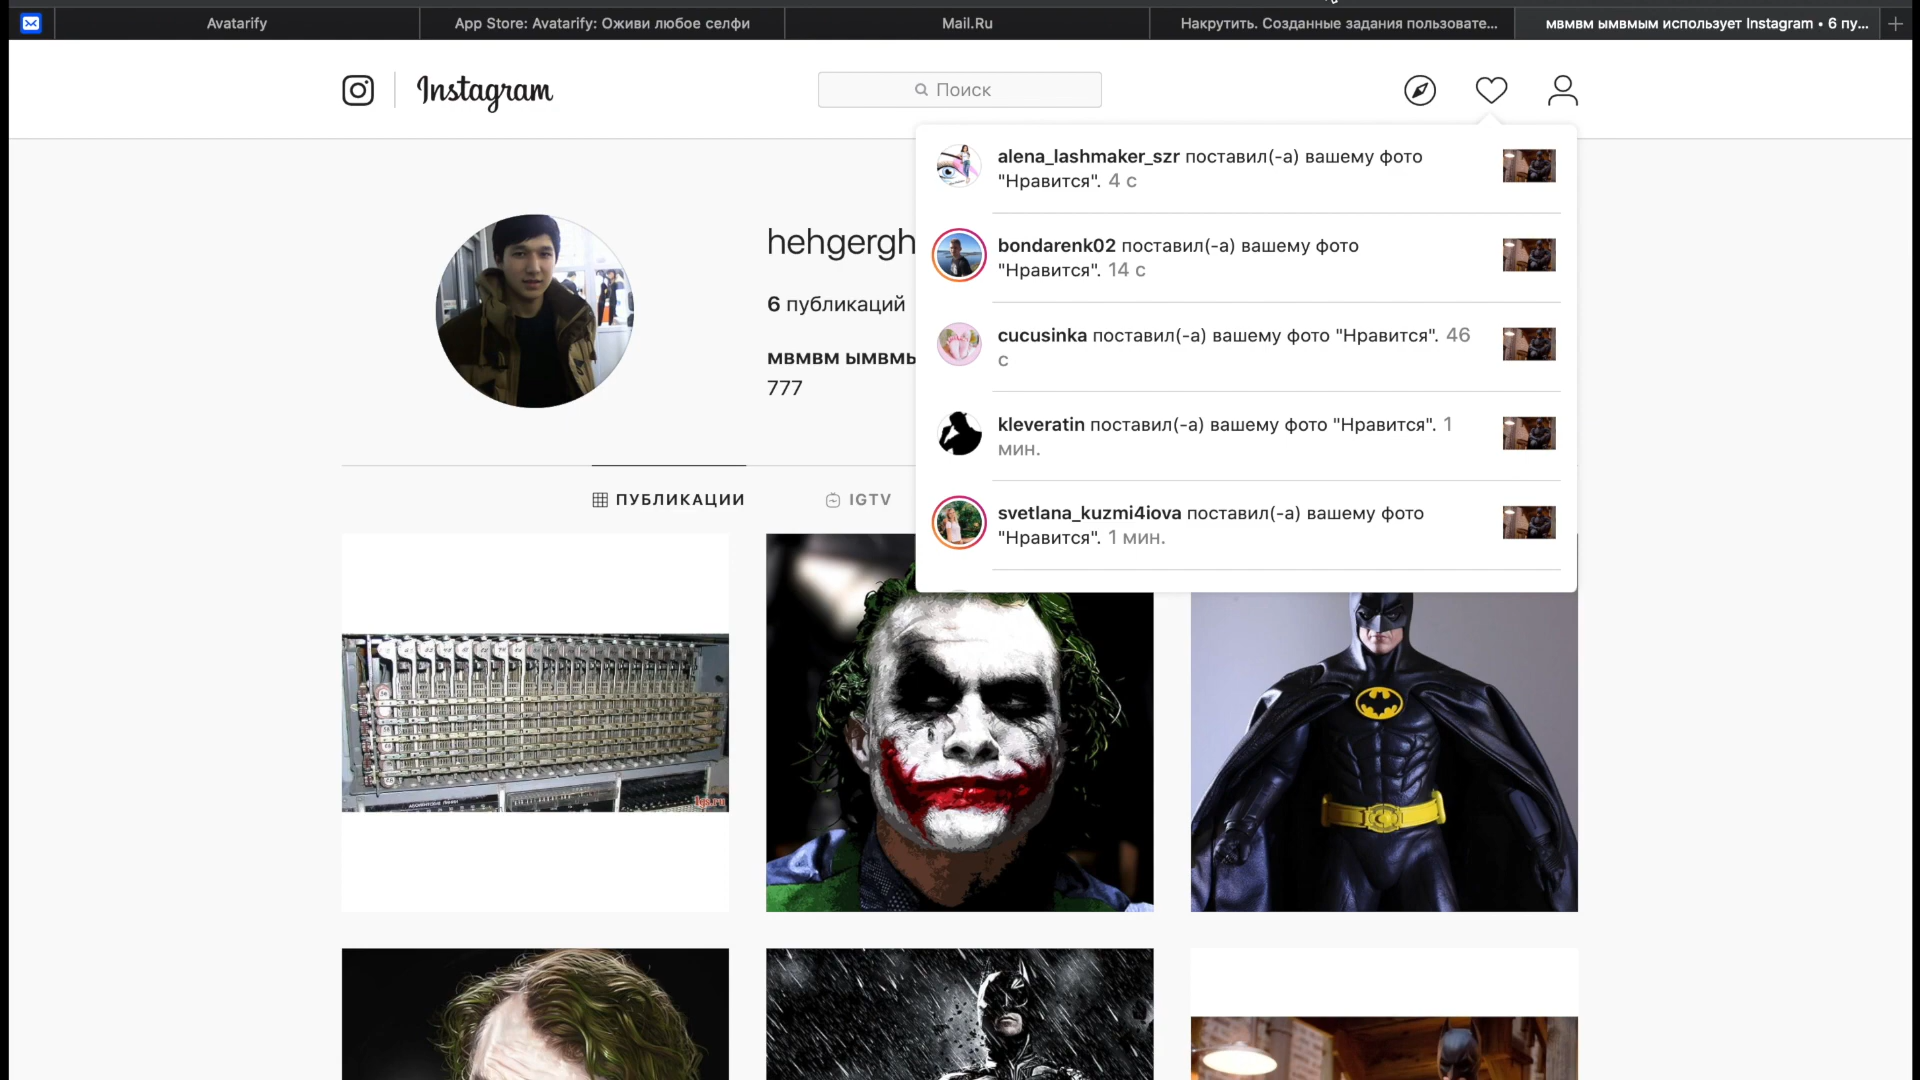 Avatarify
App Store: Avatarify: Оживи любое селфи
Mail.Ru
Накрутить. Созданные задания пользовате...
мвмвм ымвмым использует Instagram • 6 пу...
Instagram
Поиск
alena_lashmaker_szr поставил(-а) вашему фото
"Нравится". 4 с
bondarenk02 поставил(-а) вашему фото
"Нравится". 14 с
cucusinka поставил(-а) вашему фото "Нравится". 46
с
kleveratin поставил(-а) вашему фото "Нравится". 1
мин.
svetlana_kuzmi4iova поставил(-а) вашему фото
"Нравится". 1 мин.
hehgergh
6 публикаций
мвмвм ымвмы
777
ПУБЛИКАЦИИ
IGTV